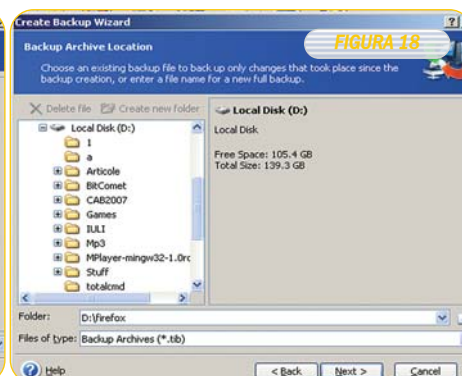 Create Backup Wizard
FIGURA 18
Backup Archive Location
Choose an existing backup file to back up only changes that took place since the
backup creation, or enter a file name for a new full backup.
Delete file Create new folder
Local Disk (D:)
1
a
Articole
BitComet
CAB2007
Games
IULI
Mp3
MPlayer-mingw32-1.0rc
Stuff
totalcmd
Local Disk (D:)
Local Disk
Free Space: 105.4 GB
Total Size: 139.3 GB
Folder: D:\firefox
Files of type: Backup Archives (*.tib)
Help < Back Next > Cancel